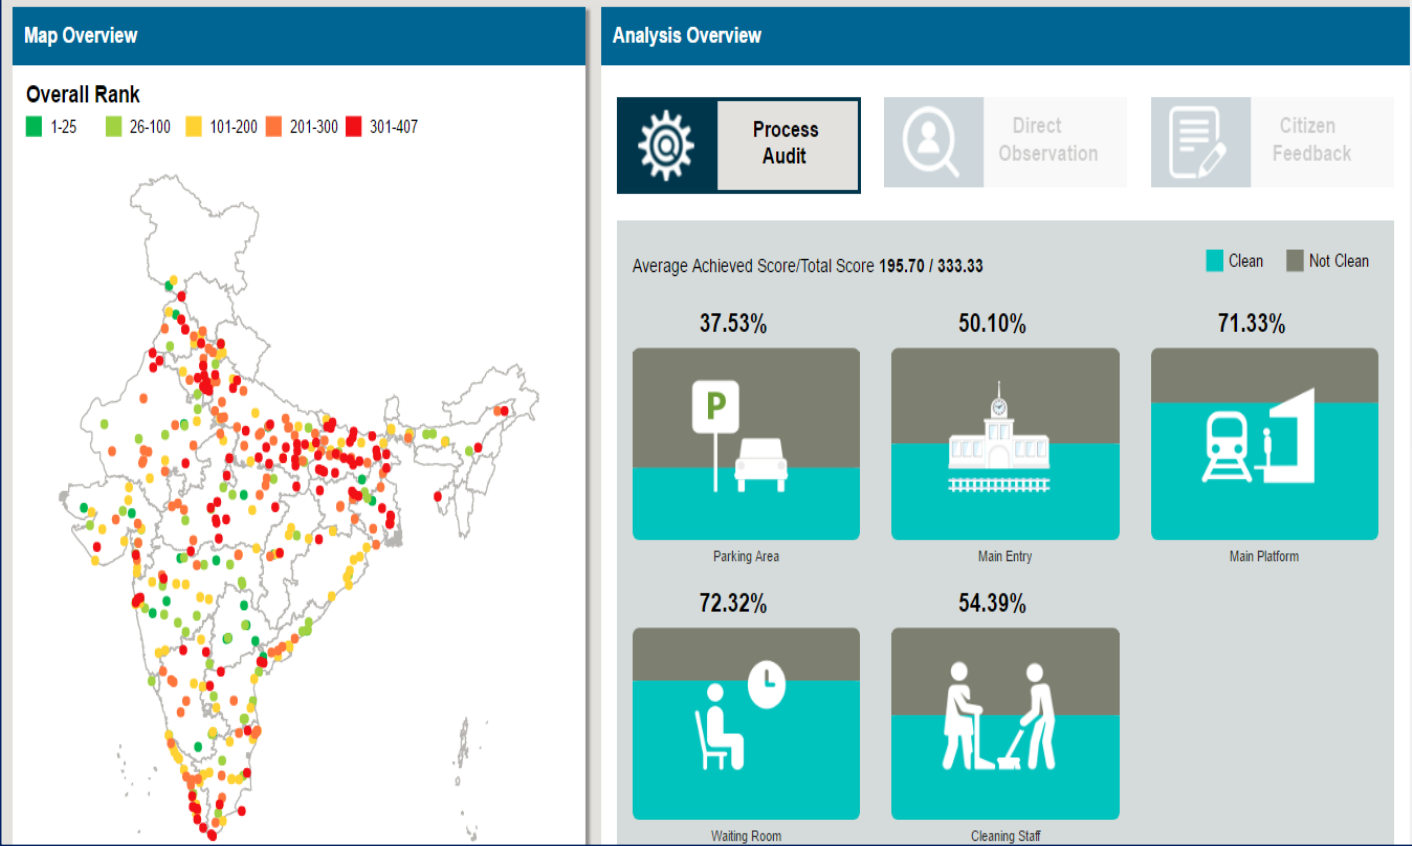 Map Overview
Overall Rank
1-25 26-100 101-200 201-300 301-407
Analysis Overview
Process
Audit
Direct
Observation
Citizen
Feedback
Average Achieved Score/Total Score 195.70 / 333.33
Clean Not Clean
37.53% 50.10% 71.33%
P
Parking Area Main Entry Main Platform
72.32% 54.39%
Waiting Room Cleaning Staff